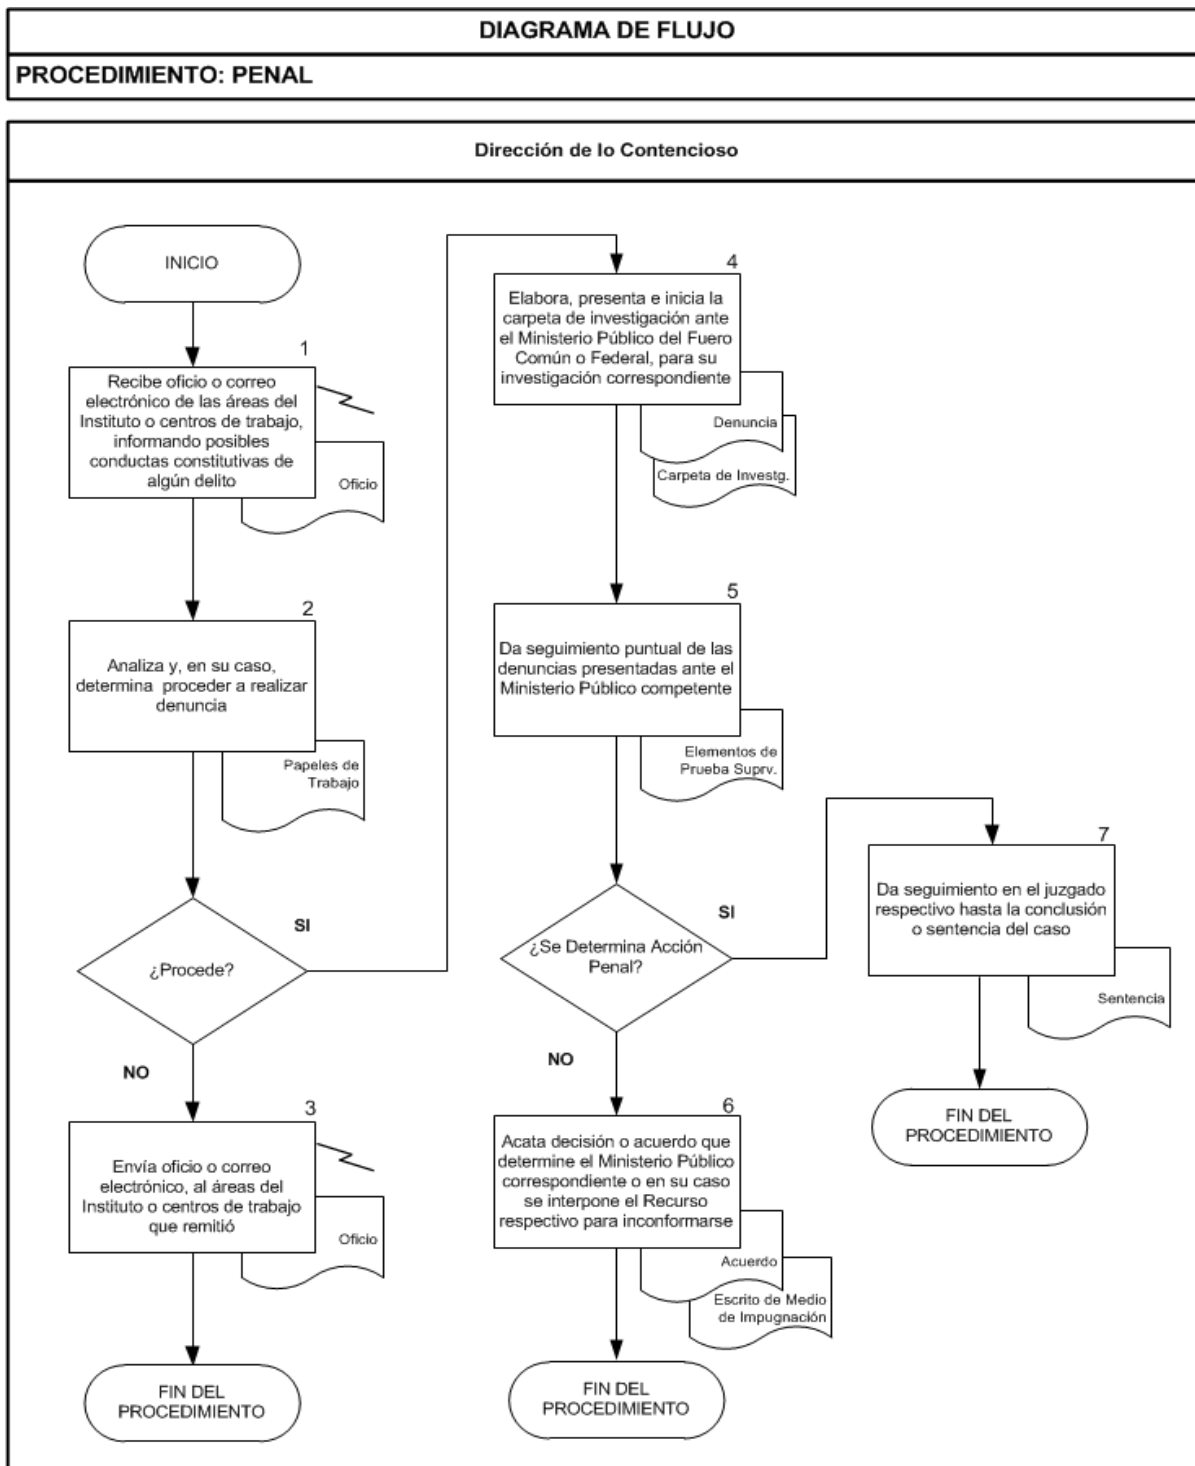 DIAGRAMA DE FLUJO
PROCEDIMIENTO: PENAL
Dirección de lo Contencioso
INICIO
1
Recibe oficio o correo
electrónico de las áreas del
Instituto o centros de trabajo,
informando posibles
conductas constitutivas de
algún delito
Oficio
2
Analiza y, en su caso,
determina proceder a realizar
denuncia
Papeles de
Trabajo
¿Procede?
SI
NO
3
Envía oficio o correo
electrónico, al áreas del
Instituto o centros de trabajo
que remitió
Oficio
FIN DEL
PROCEDIMIENTO
4
Elabora, presenta e inicia la
carpeta de investigación ante
el Ministerio Público del Fuero
Común o Federal, para su
investigación correspondiente
Denuncia
Carpeta de Investg.
5
Da seguimiento puntual de las
denuncias presentadas ante el
Ministerio Público competente
Elementos de
Prueba Suprv.
¿Se Determina Acción
Penal?
SI
NO
6
Acata decisión o acuerdo que
determine el Ministerio Público
correspondiente o en su caso
se interpone el Recurso
respectivo para inconformarse
Acuerdo
Escrito de Medio
de Impugnación
FIN DEL
PROCEDIMIENTO
7
Da seguimiento en el juzgado
respectivo hasta la conclusión
o sentencia del caso
Sentencia
FIN DEL
PROCEDIMIENTO